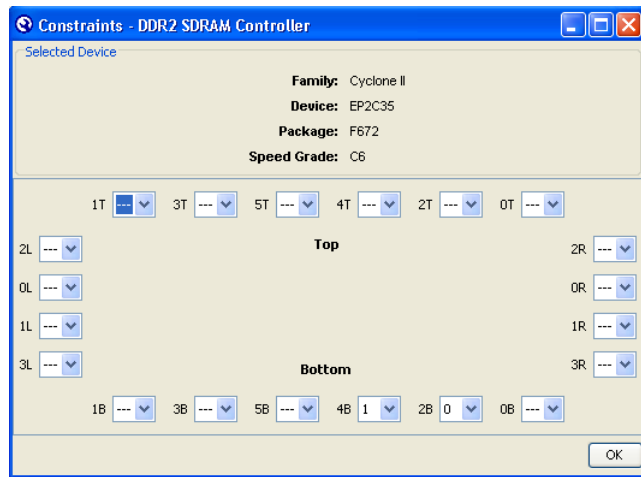 Constraints - DDR2 SDRAM Controller
Selected Device
Family: Cyclone II
Device: EP2C35
Package: F672
Speed Grade: C6
1T --- 3T --- 5T --- 4T --- 2T --- 0T ---
Top
2L --- 2R ---
0L --- 0R ---
1L --- 1R ---
3L --- 3R ---
Bottom
1B --- 3B --- 5B --- 4B 1 2B 0 0B ---
OK